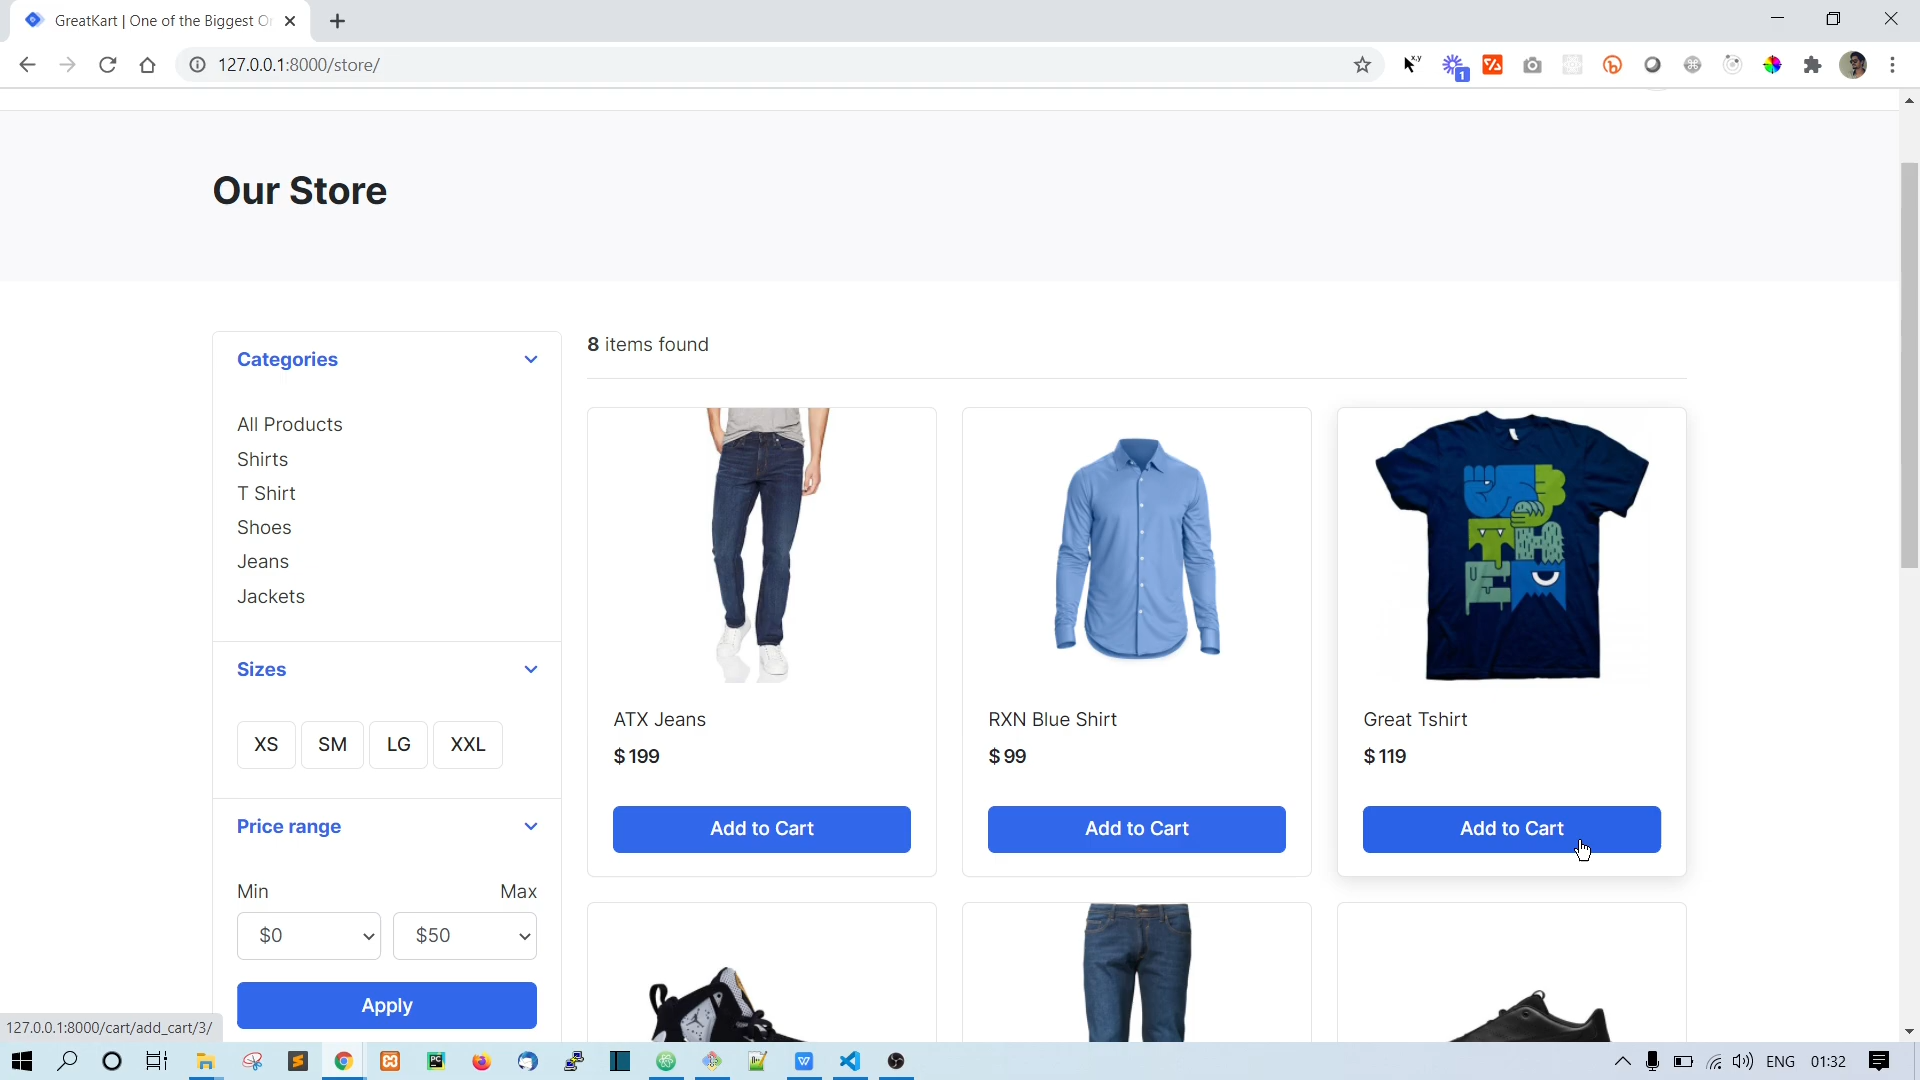 GreatKart | One of the Biggest O
127.0.0.1:8000/store/
1
Our Store
Categories
All Products
Shirts
T Shirt
Shoes
Jeans
Jackets
Sizes
XS SM LG XXL
Price range
Min Max
$0 $50
Apply
8 items found
ATX Jeans
$ 199
Add to Cart
RXN Blue Shirt
$ 99
Add to Cart
Great Tshirt
$ 119
Add to Cart
127.0.0.1:8000/cart/add_cart/3/
ENG 01:32